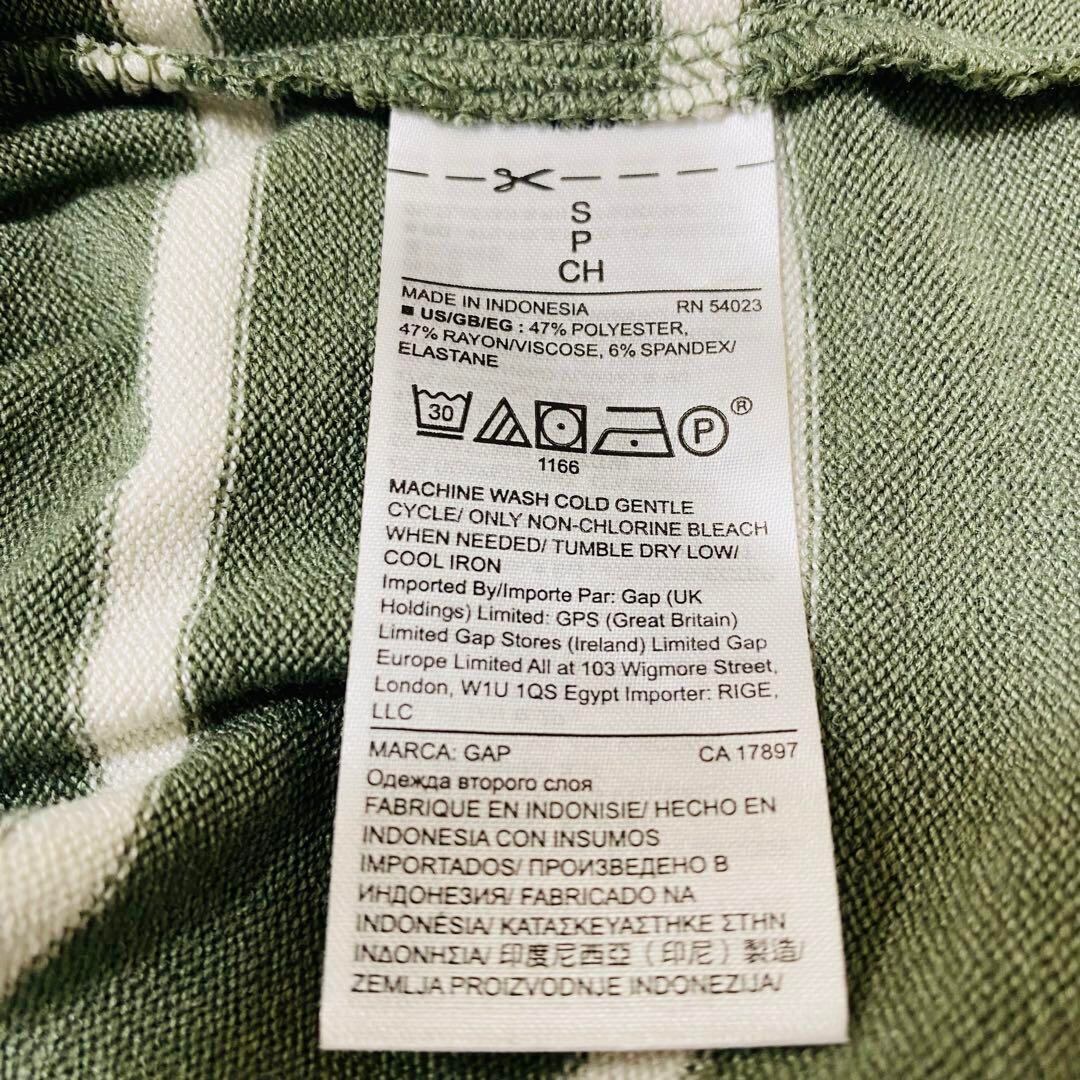 S
P
CH
MADE IN INDONESIA RN 54023
■ US/GB/EG : 47% POLYESTER,
47% RAYON/VISCOSE, 6% SPANDEX/
ELASTANE
30 P ®
1166
MACHINE WASH COLD GENTLE
CYCLE/ ONLY NON-CHLORINE BLEACH
WHEN NEEDED/ TUMBLE DRY LOW/
COOL IRON
Imported By/Importe Par: Gap (UK
Holdings) Limited: GPS (Great Britain)
Limited Gap Stores (Ireland) Limited Gap
Europe Limited All at 103 Wigmore Street,
London, W1U 1QS Egypt Importer: RIGE,
LLC
MARCA: GAP CA 17897
Одежда второго слоя
FABRIQUE EN INDONISIE/ HECHO EN
INDONESIA CON INSUMOS
IMPORTADOS/ ПРОИЗВЕДЕНО В
ИНДОНЕЗИЯ/ FABRICADO NA
INDONÉSIA/ ΚΑΤΑΣΚΕΥΑΣΤΗΚΕ ΣΤΗΝ
ΙΝΔΟΝΗΣΙΑ/ 印度尼西亞（印尼）製造/
ZEMLJA PROIZVODNJE INDONEZIJA/